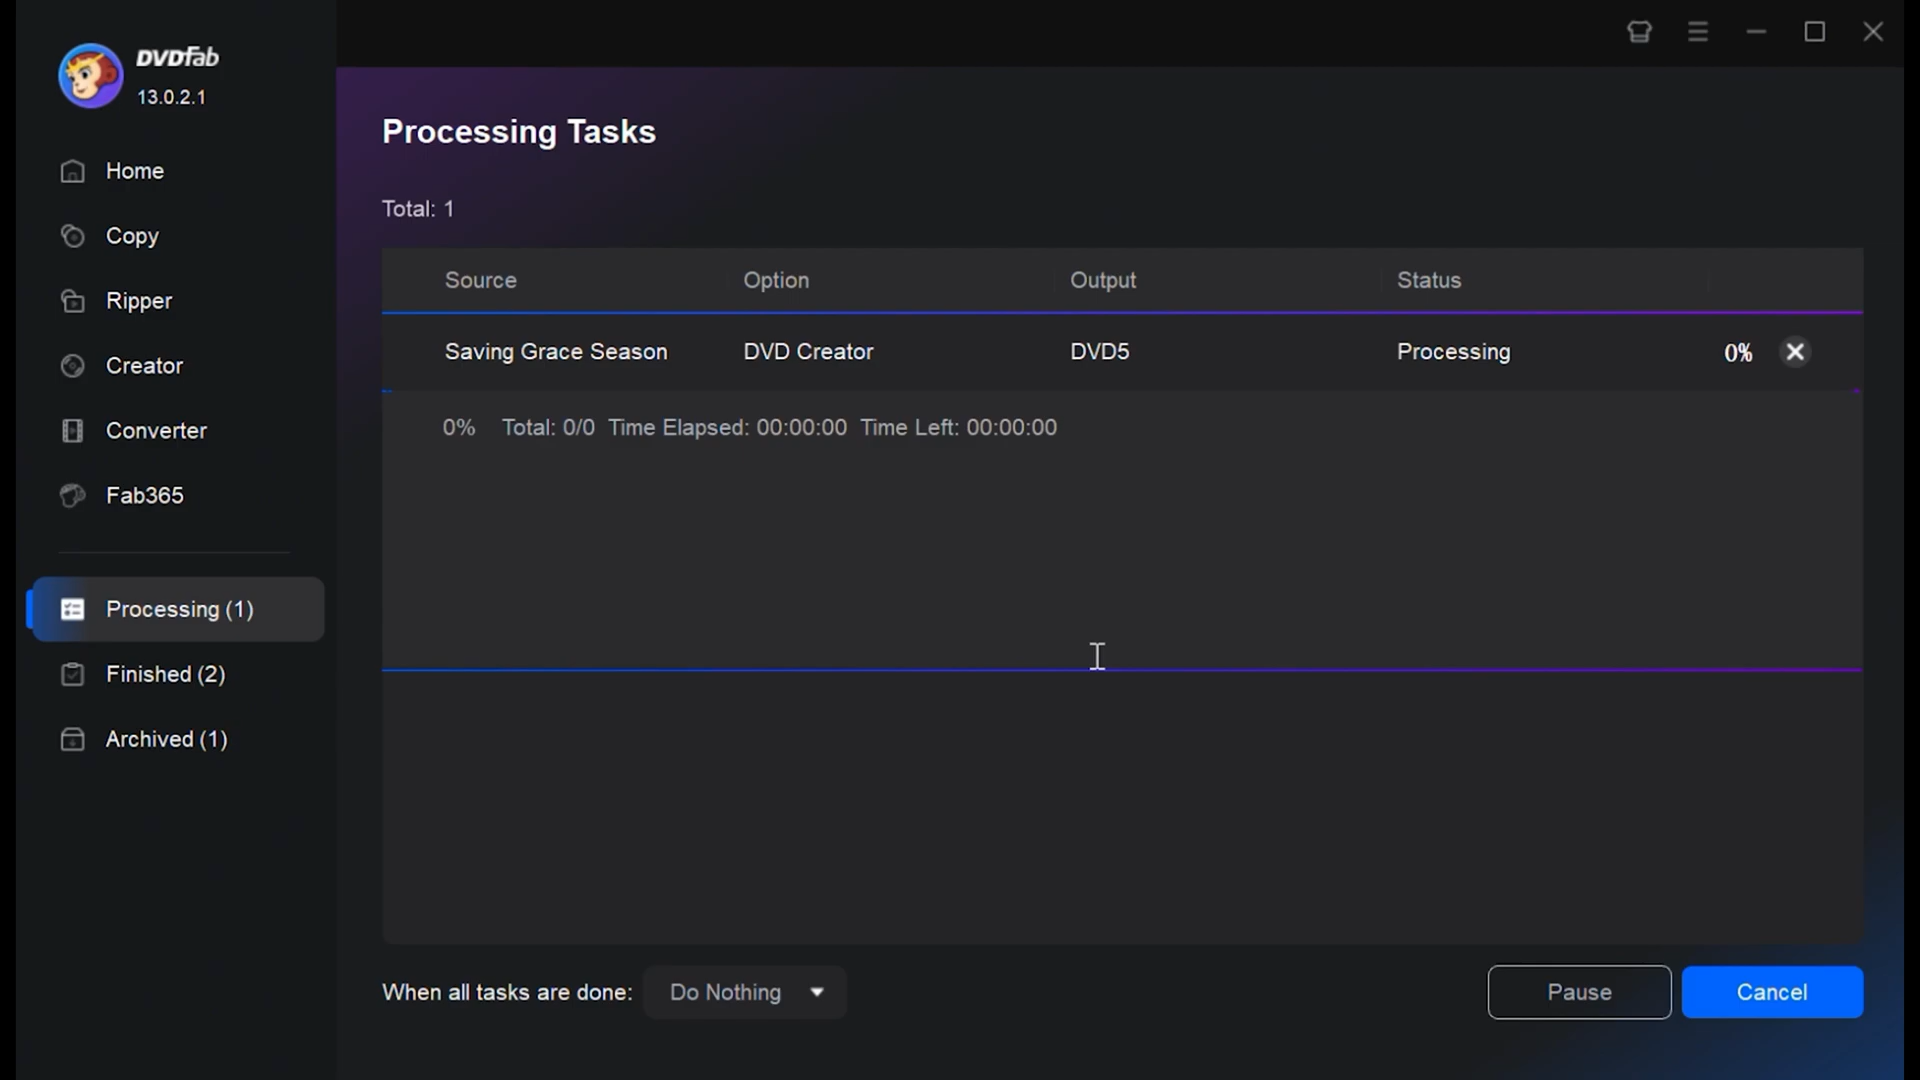 DVDFab
13.0.2.1
Home
Copy
Ripper
Creator
Converter
Fab365
Processing (1)
Finished (2)
Archived (1)
Processing Tasks
Total: 1
Source Option Output Status
Saving Grace Season DVD Creator DVD5 Processing 0%
0% Total: 0/0 Time Elapsed: 00:00:00 Time Left: 00:00:00
When all tasks are done: Do Nothing Pause Cancel